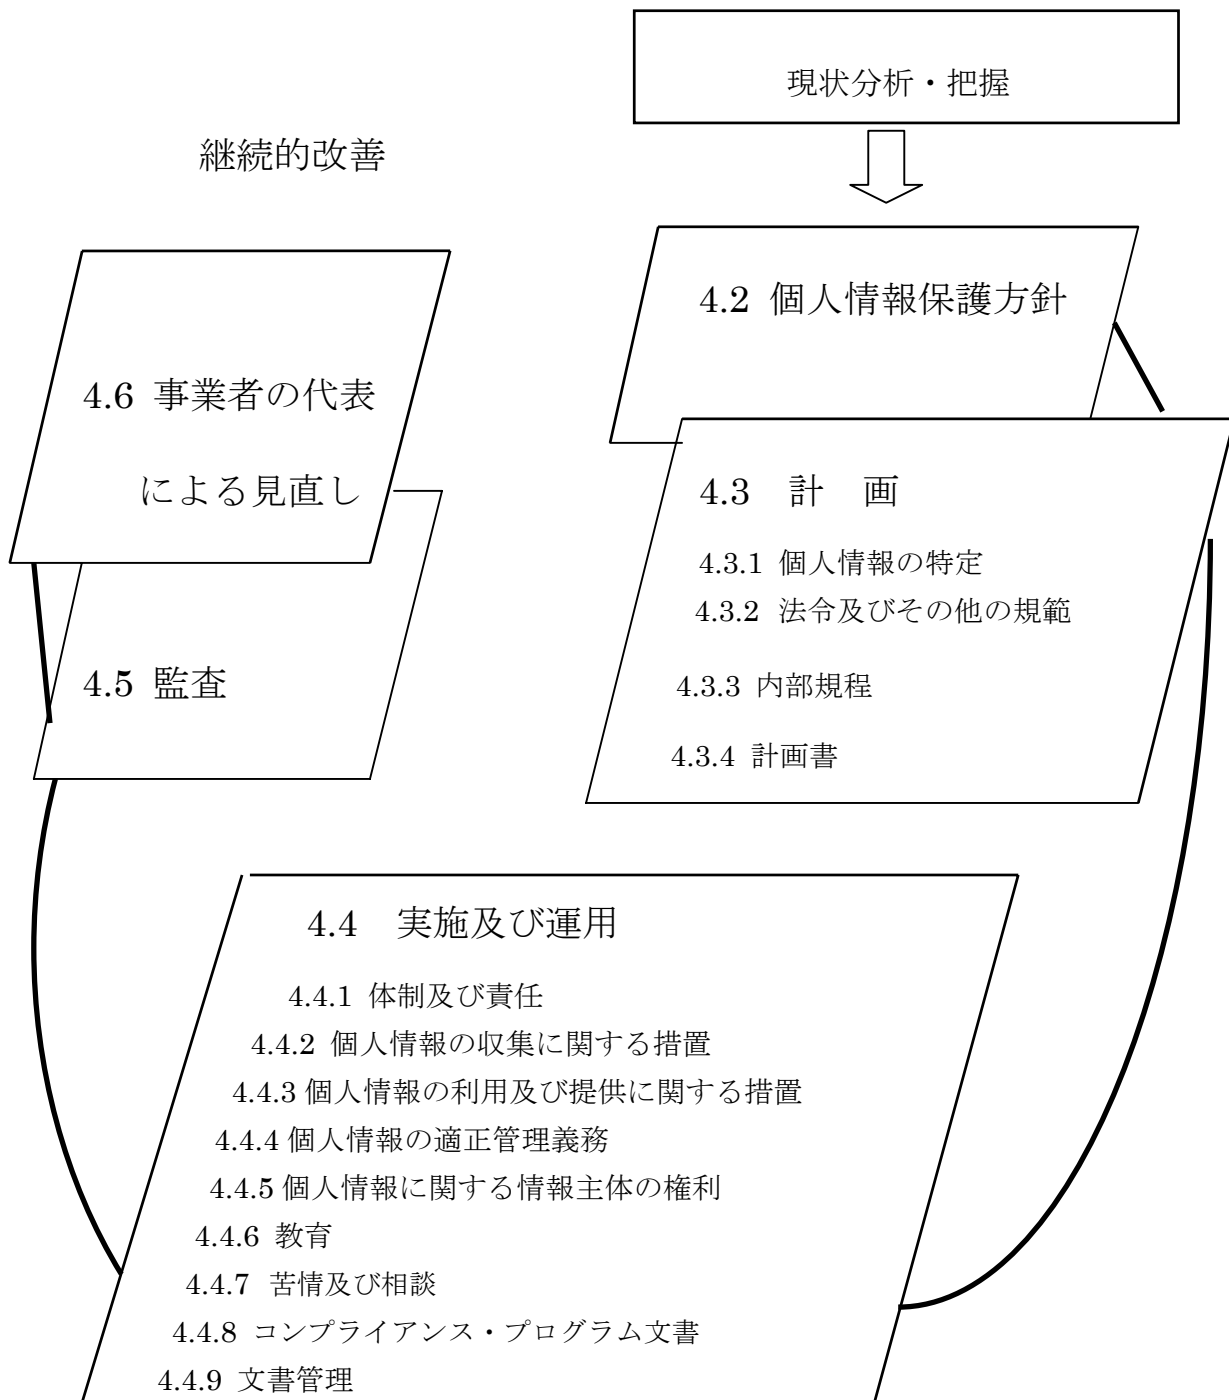 現状分析・把握
継続的改善
4.2 個人情報保護方針
4.6 事業者の代表
による見直し
4.5 監査
4.3 計 画
4.3.1 個人情報の特定
4.3.2 法令及びその他の規範
4.3.3 内部規程
4.3.4 計画書
4.4 実施及び運用
4.4.1 体制及び責任
4.4.2 個人情報の収集に関する措置
4.4.3 個人情報の利用及び提供に関する措置
4.4.4 個人情報の適正管理義務
4.4.5 個人情報に関する情報主体の権利
4.4.6 教育
4.4.7 苦情及び相談
4.4.8 コンプライアンス・プログラム文書
4.4.9 文書管理